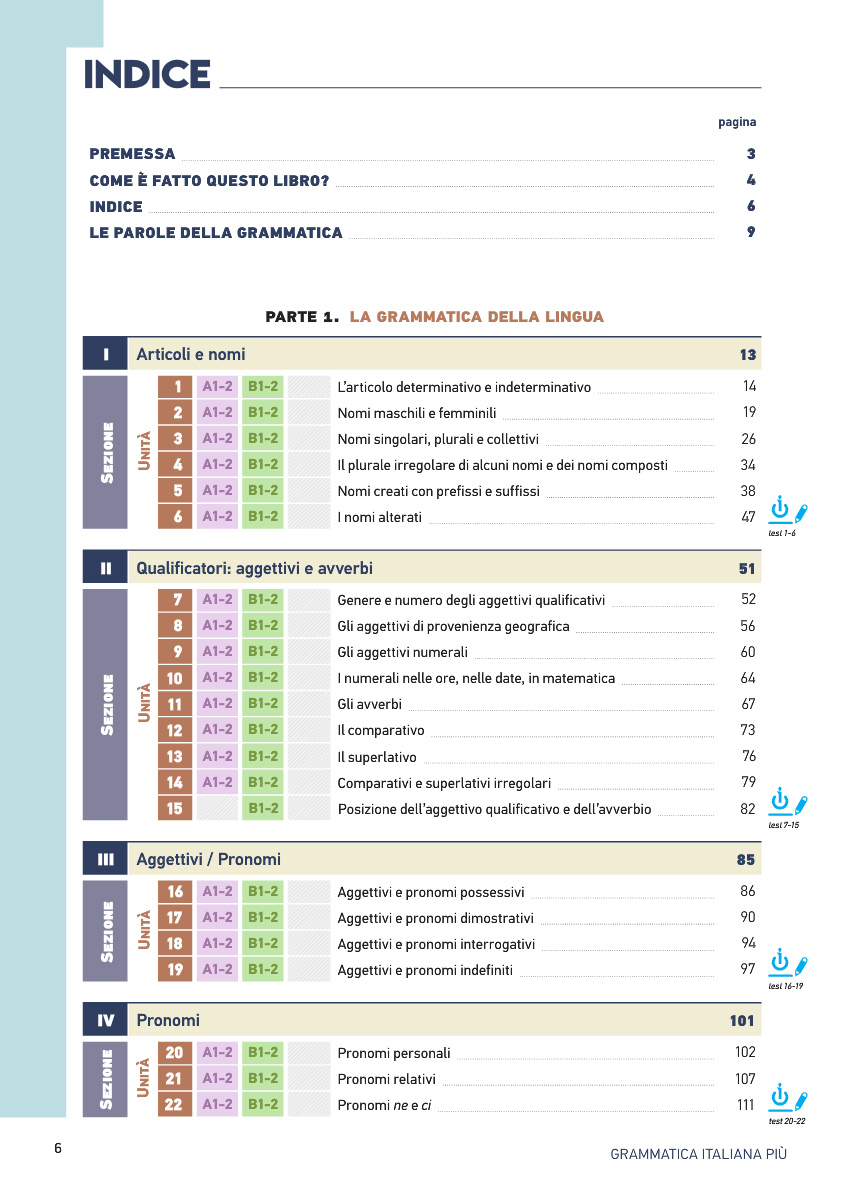 INDICE
pagina
PREMESSA 3
COME È FATTO QUESTO LIBRO? 4
INDICE 6
LE PAROLE DELLA GRAMMATICA 9
PARTE 1. LA GRAMMATICA DELLA LINGUA
I Articoli e nomi 13
SEZIONE
UNITÀ
1 A1-2 B1-2 L'articolo determinativo e indeterminativo 14
2 A1-2 B1-2 Nomi maschili e femminili 19
3 A1-2 B1-2 Nomi singolari, plurali e collettivi 26
4 A1-2 B1-2 Il plurale irregolare di alcuni nomi e dei nomi composti 34
5 A1-2 B1-2 Nomi creati con prefissi e suffissi 38
6 A1-2 B1-2 I nomi alterati 47
test 1-6
II Qualificatori: aggettivi e avverbi 51
SEZIONE
UNITÀ
7 A1-2 B1-2 Genere e numero degli aggettivi qualificativi 52
8 A1-2 B1-2 Gli aggettivi di provenienza geografica 56
9 A1-2 B1-2 Gli aggettivi numerali 60
10 A1-2 B1-2 I numerali nelle ore, nelle date, in matematica 64
11 A1-2 B1-2 Gli avverbi 67
12 A1-2 B1-2 Il comparativo 73
13 A1-2 B1-2 Il superlativo 76
14 A1-2 B1-2 Comparativi e superlativi irregolari 79
15 B1-2 Posizione dell'aggettivo qualificativo e dell'avverbio 82
test 7-15
III Aggettivi / Pronomi 85
SEZIONE
UNITÀ
16 A1-2 B1-2 Aggettivi e pronomi possessivi 86
17 A1-2 B1-2 Aggettivi e pronomi dimostrativi 90
18 A1-2 B1-2 Aggettivi e pronomi interrogativi 94
19 A1-2 B1-2 Aggettivi e pronomi indefiniti 97
test 16-19
IV Pronomi 101
SEZIONE
UNITÀ
20 A1-2 B1-2 Pronomi personali 102
21 A1-2 B1-2 Pronomi relativi 107
22 A1-2 B1-2 Pronomi ne e ci 111
test 20-22
6
GRAMMATICA ITALIANA PIÙ